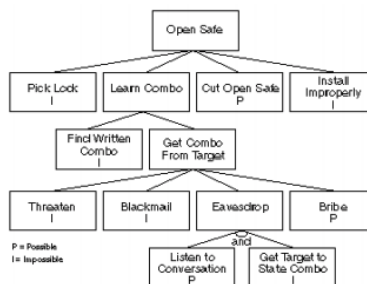 Open Safe
Pick Lock
I
Learn Combo
Cut Open Safe
P
Install
Improperly
I
Find Written
Combo
I
Get Combo
From Target
Threaten
I
Blackmail
I
Eavesdrop
Bribe
P
and
Listen to
Conversation
P
Get Target to
State Combo
I
P = Possible
I = Impossible